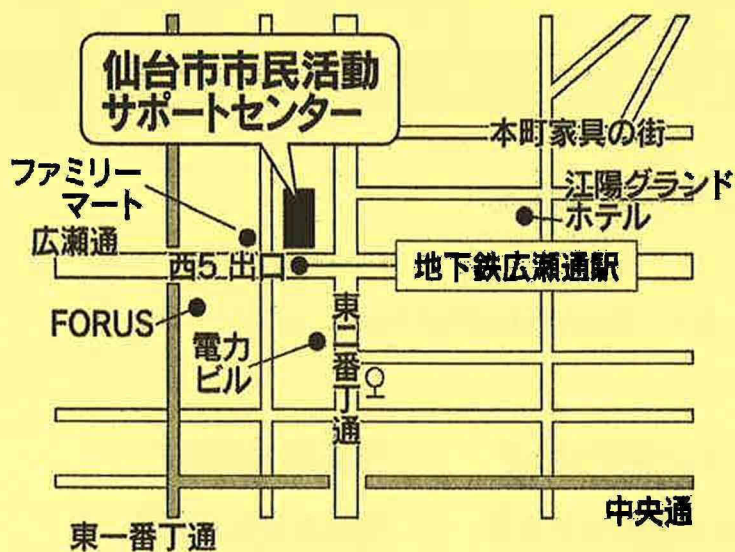 仙台市市民活動
サポートセンター
本町家具の街
ファミリー
マート
江陽グランド
ホテル
広瀬通
西5出口
地下鉄広瀬通駅
FORUS
電力
ビル
東二番丁通
中央通
東一番丁通